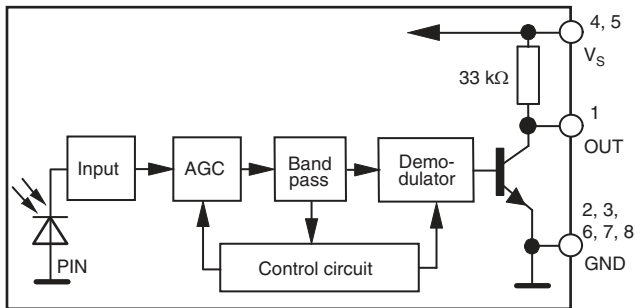 4, 5
V_S
33 kΩ
1
OUT
Input
AGC
Band
pass
Demo-
dulator
2, 3,
6, 7, 8
GND
Control circuit
PIN